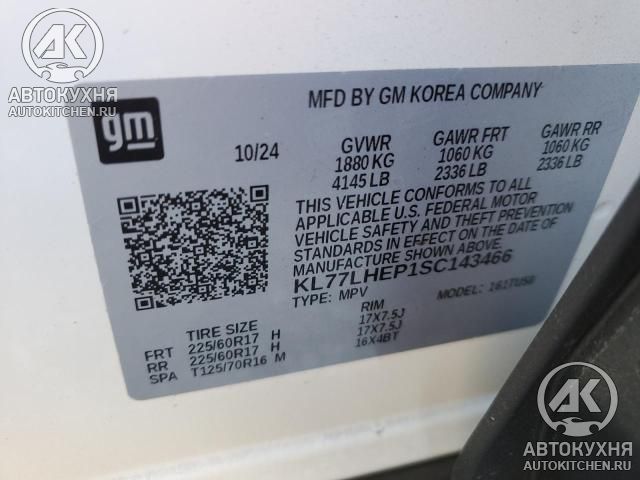 АК
АВТОКУХНЯ
AUTOKITCHEN.RU
gm
MFD BY GM KOREA COMPANY
10/24
GVWR
1880 KG
4145 LB
GAWR FRT
1060 KG
2336 LB
GAWR RR
1060 KG
2336 LB
THIS VEHICLE CONFORMS TO ALL
APPLICABLE U.S. FEDERAL MOTOR
VEHICLE SAFETY AND THEFT PREVENTION
STANDARDS IN EFFECT ON THE DATE OF
MANUFACTURE SHOWN ABOVE.
KL77LHEP1SC143466
TYPE: MPV
MODEL: 161TU58
TIRE SIZE
RIM
FRT 225/60R17 H 17X7.5J
RR 225/60R17 H 17X7.5J
SPA T125/70R16 M 16X4BT
АК
АВТОКУХНЯ
AUTOKITCHEN.RU